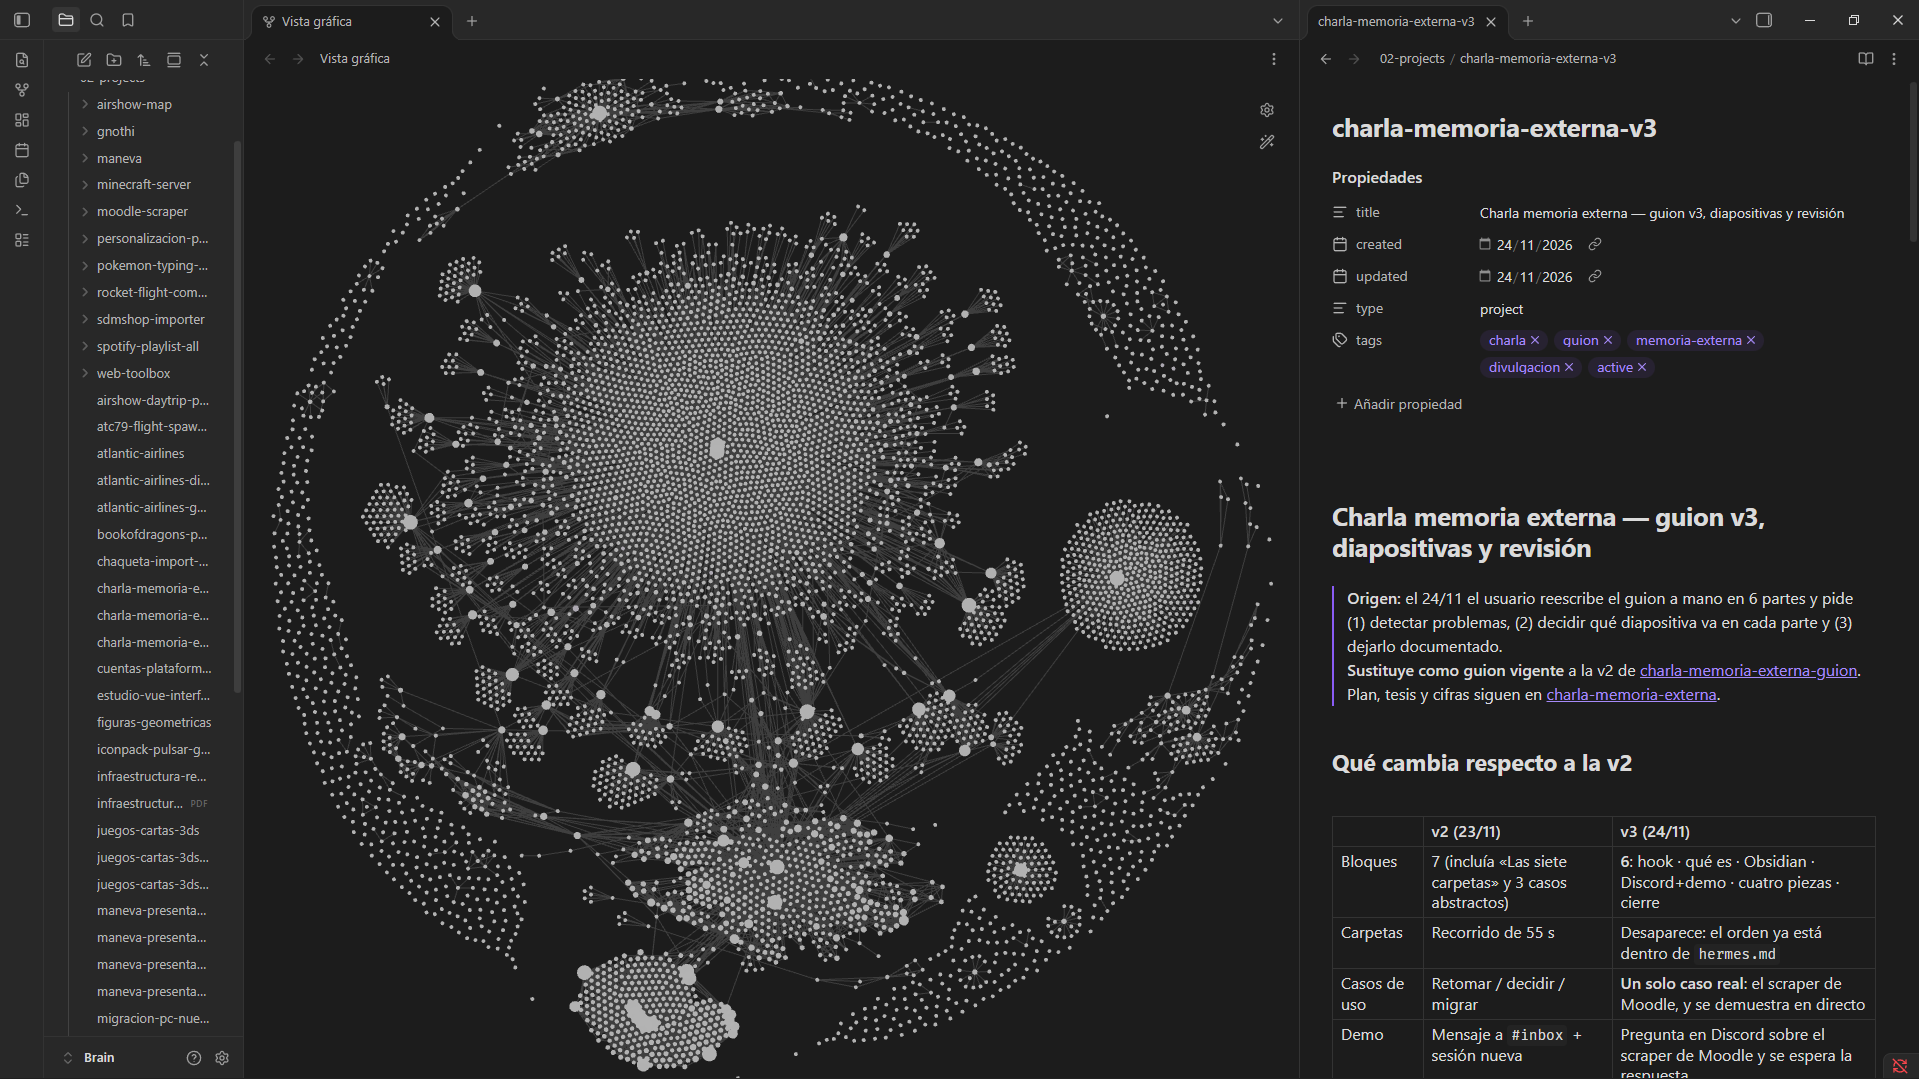 Vista gráfica
charla-memoria-externa-v3
Vista gráfica
02-projects / charla-memoria-externa-v3
02-projects
airshow-map
gnothi
maneva
minecraft-server
moodle-scraper
personalizacion-p...
pokemon-typing-...
rocket-flight-com...
sdmshop-importer
spotify-playlist-all
web-toolbox
airshow-daytrip-p...
atc79-flight-spaw...
atlantic-airlines
atlantic-airlines-di...
atlantic-airlines-g...
bookofdragons-p...
chaqueta-import-...
charla-memoria-e...
charla-memoria-e...
charla-memoria-e...
cuentas-plataform...
estudio-vue-interf...
figuras-geometricas
iconpack-pulsar-g...
infraestructura-re...
infraestructur... PDF
juegos-cartas-3ds
juegos-cartas-3ds...
juegos-cartas-3ds...
maneva-presenta...
maneva-presenta...
maneva-presenta...
maneva-presenta...
migracion-pc-nue...
Brain
charla-memoria-externa-v3
Propiedades
title Charla memoria externa — guion v3, diapositivas y revisión
created 24/11/2026
updated 24/11/2026
type project
tags charla guion memoria-externa
divulgacion active
Añadir propiedad
Charla memoria externa — guion v3,
diapositivas y revisión
Origen: el 24/11 el usuario reescribe el guion a mano en 6 partes y pide
(1) detectar problemas, (2) decidir qué diapositiva va en cada parte y (3)
dejarlo documentado.
Sustituye como guion vigente a la v2 de charla-memoria-externa-guion.
Plan, tesis y cifras siguen en charla-memoria-externa.
Qué cambia respecto a la v2
v2 (23/11) v3 (24/11)
Bloques 7 (incluía «Las siete 6: hook · qué es · Obsidian ·
carpetas» y 3 casos Discord+demo · cuatro piezas ·
abstractos) cierre
Carpetas Recorrido de 55 s Desaparece: el orden ya está
dentro de hermes.md
Casos de Retomar / decidir / Un solo caso real: el scraper de
uso migrar Moodle, y se demuestra en directo
Demo Mensaje a #inbox + Pregunta en Discord sobre el
sesión nueva scraper de Moodle y se espera la
respuesta